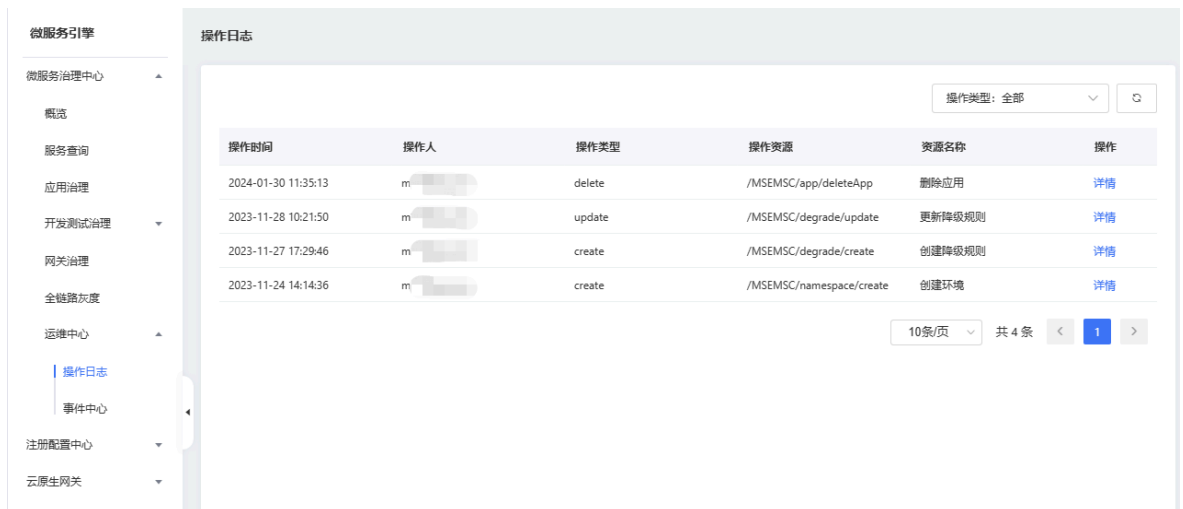 微服务引擎
操作日志
微服务治理中心
概览
服务查询
应用治理
开发测试治理
网关治理
全链路灰度
运维中心
操作日志
事件中心
注册配置中心
云原生网关
操作类型：全部
操作时间 操作人 操作类型 操作资源 资源名称 操作
2024-01-30 11:35:13 m delete /MSEMSC/app/deleteApp 删除应用 详情
2023-11-28 10:21:50 m update /MSEMSC/degrade/update 更新降级规则 详情
2023-11-27 17:29:46 m create /MSEMSC/degrade/create 创建降级规则 详情
2023-11-24 14:14:36 m create /MSEMSC/namespace/create 创建环境 详情
10条/页 共 4 条 < 1 >